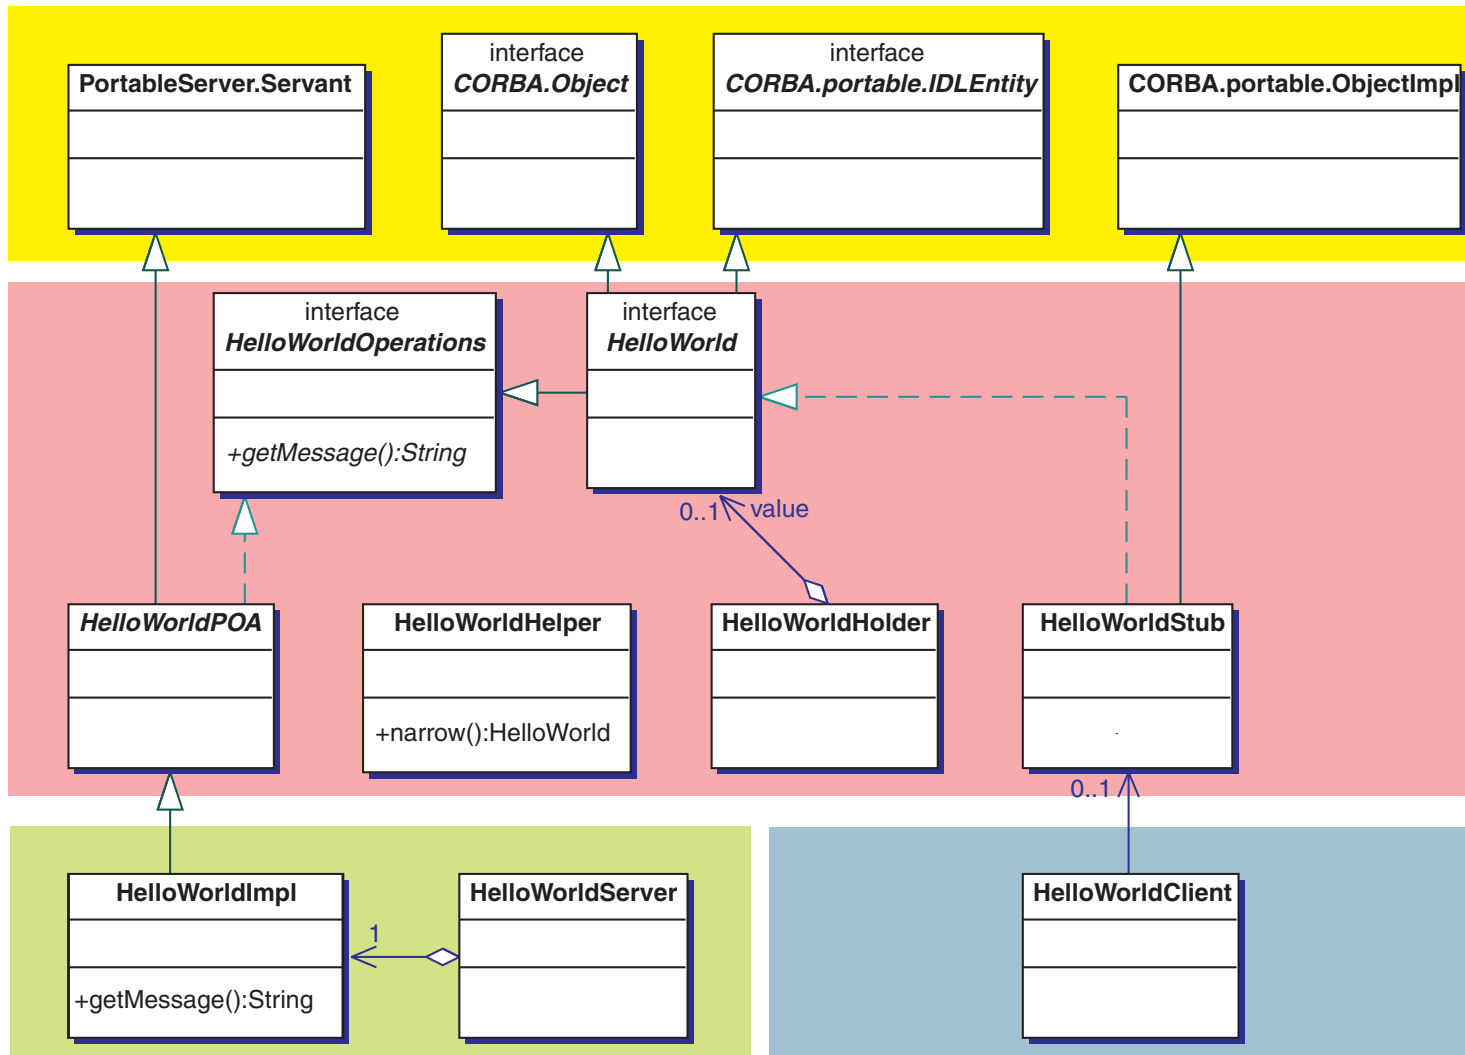 PortableServer.Servant
interface
CORBA.Object
interface
CORBA.portable.IDLEntity
CORBA.portable.ObjectImpl
interface
HelloWorldOperations
+getMessage():String
interface
HelloWorld
0..1
value
HelloWorldPOA
HelloWorldHelper
+narrow():HelloWorld
HelloWorldHolder
HelloWorldStub
0..1
HelloWorldImpl
+getMessage():String
1
HelloWorldServer
HelloWorldClient